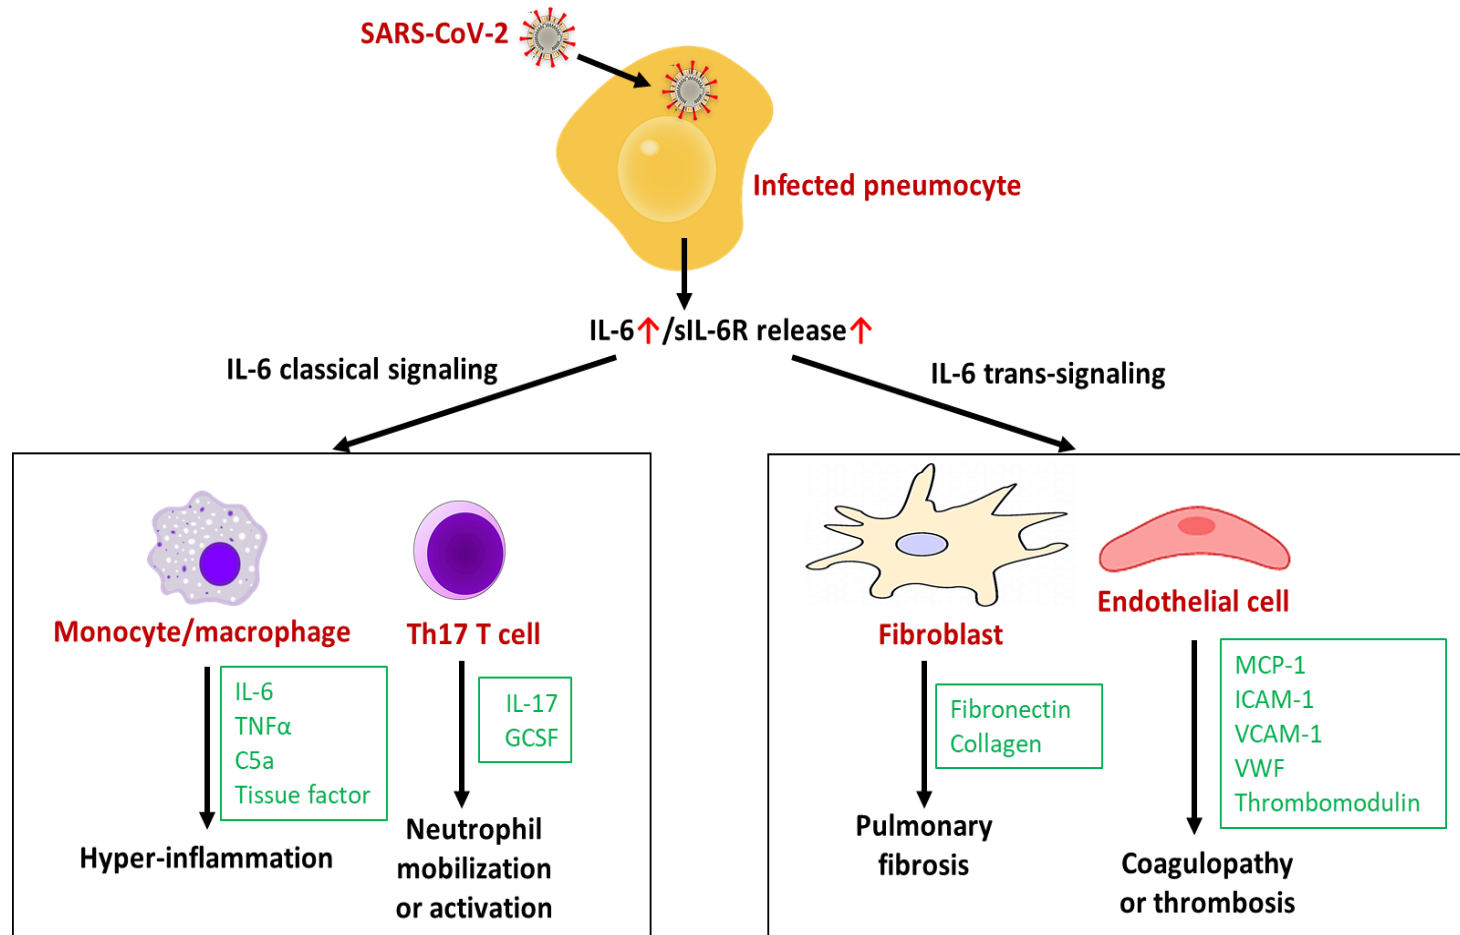 SARS-CoV-2
Infected pneumocyte
IL-6↑/sIL-6R release↑
IL-6 classical signaling
IL-6 trans-signaling
Monocyte/macrophage
IL-6
TNFα
C5a
Tissue factor
Hyper-inflammation
Th17 T cell
IL-17
GCSF
Neutrophil
mobilization
or activation
Fibroblast
Fibronectin
Collagen
Pulmonary
fibrosis
Endothelial cell
MCP-1
ICAM-1
VCAM-1
VWF
Thrombomodulin
Coagulopathy
or thrombosis